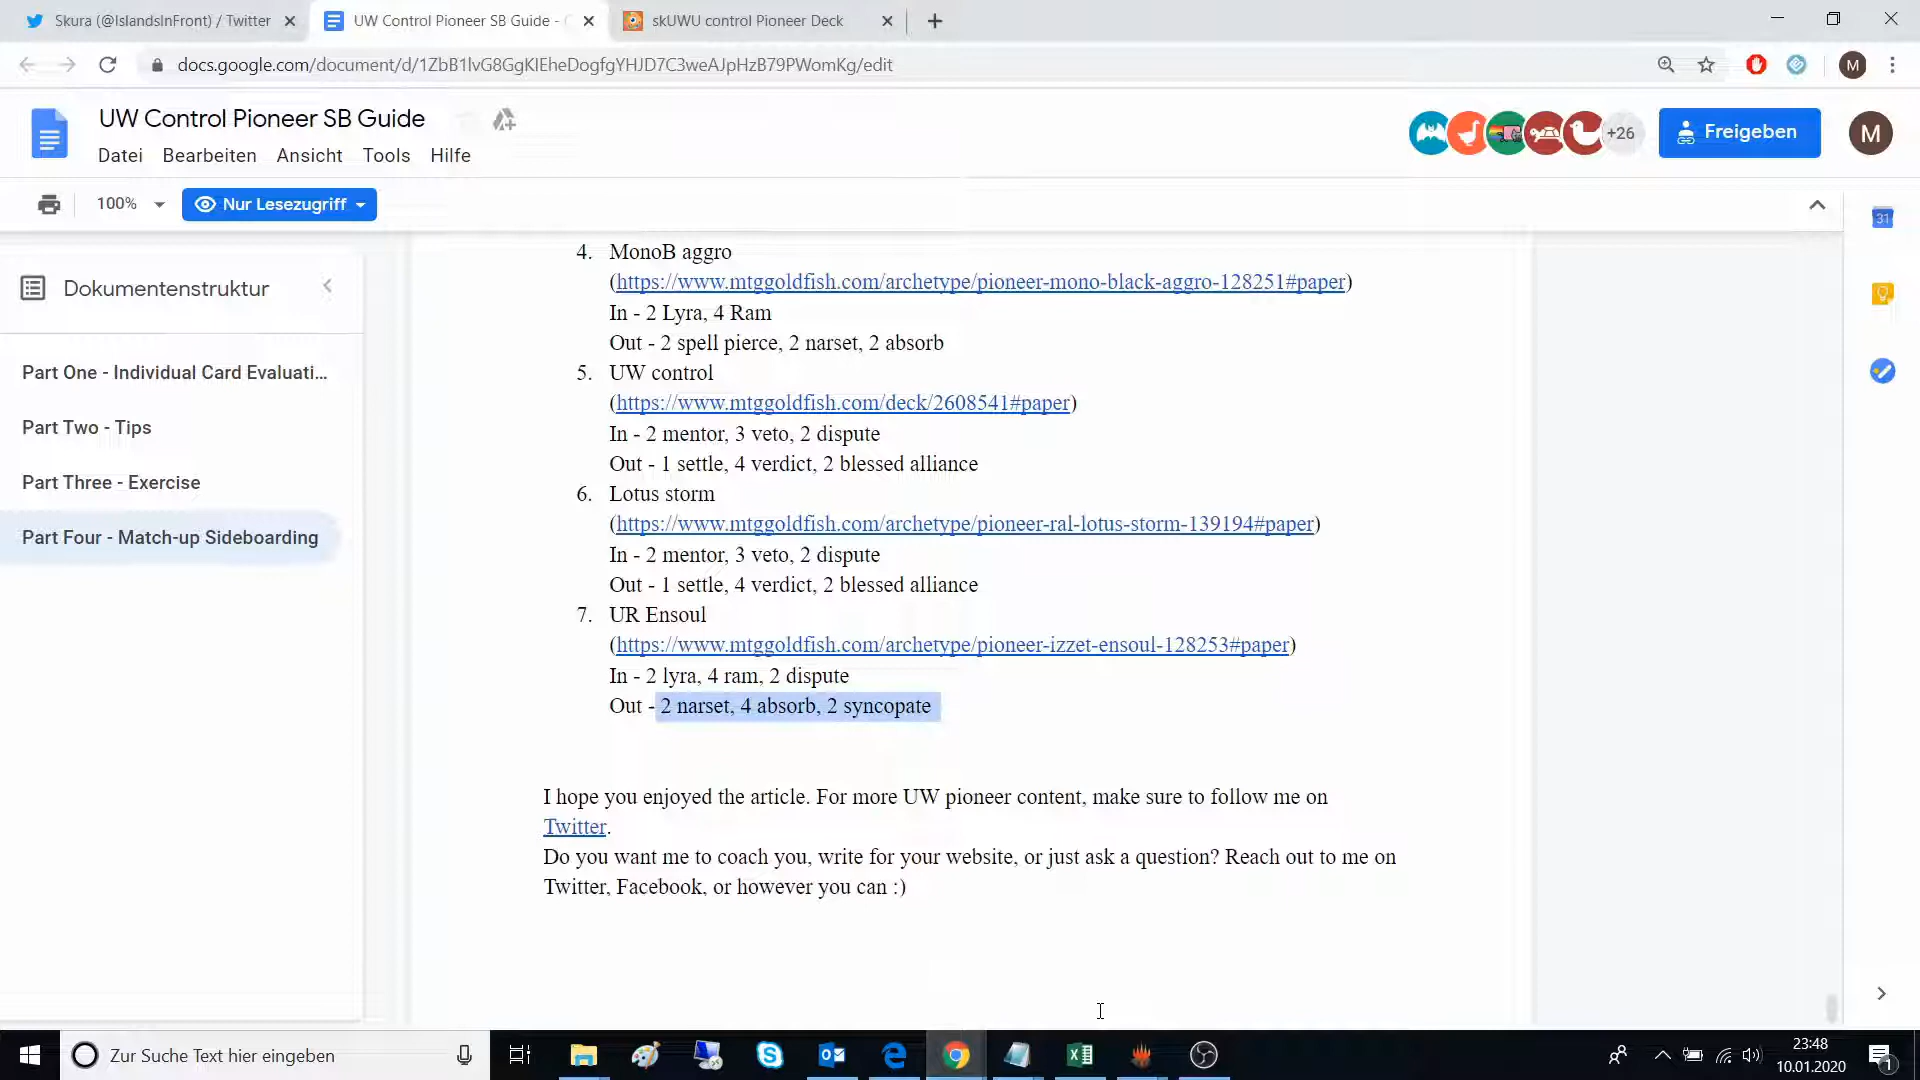 Skura (@IslandsInFront) / Twitter
UW Control Pioneer SB Guide -
skUWU control Pioneer Deck
docs.google.com/document/d/1ZbB1lvG8GgKlEheDogfgYHJD7C3weAJpHzB79PWomKg/edit
M
UW Control Pioneer SB Guide
Datei Bearbeiten Ansicht Tools Hilfe
+26
Freigeben
M
100%
Nur Lesezugriff
31
Dokumentenstruktur
Part One - Individual Card Evaluati...
Part Two - Tips
Part Three - Exercise
Part Four - Match-up Sideboarding
4. MonoB aggro
(https://www.mtggoldfish.com/archetype/pioneer-mono-black-aggro-128251#paper)
In - 2 Lyra, 4 Ram
Out - 2 spell pierce, 2 narset, 2 absorb
5. UW control
(https://www.mtggoldfish.com/deck/2608541#paper)
In - 2 mentor, 3 veto, 2 dispute
Out - 1 settle, 4 verdict, 2 blessed alliance
6. Lotus storm
(https://www.mtggoldfish.com/archetype/pioneer-ral-lotus-storm-139194#paper)
In - 2 mentor, 3 veto, 2 dispute
Out - 1 settle, 4 verdict, 2 blessed alliance
7. UR Ensoul
(https://www.mtggoldfish.com/archetype/pioneer-izzet-ensoul-128253#paper)
In - 2 lyra, 4 ram, 2 dispute
Out - 2 narset, 4 absorb, 2 syncopate
I hope you enjoyed the article. For more UW pioneer content, make sure to follow me on
Twitter.
Do you want me to coach you, write for your website, or just ask a question? Reach out to me on
Twitter, Facebook, or however you can :)
Zur Suche Text hier eingeben
23:48
10.01.2020
1